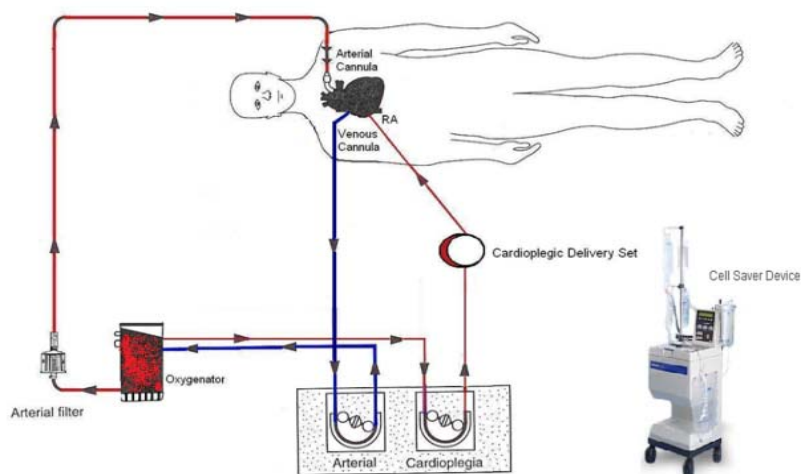 Arterial
Cannula
RA
Venous
Cannula
Cardioplegic Delivery Set
Cell Saver Device
Oxygenator
Arterial filter
Arterial
Cardioplegia